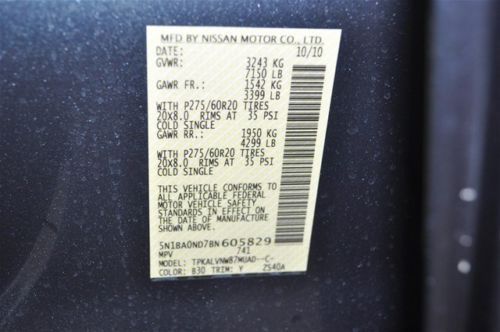 MFD BY NISSAN MOTOR CO., LTD.
DATE: 10/10
GVWR: 3243 KG
7150 LB
GAWR FR.: 1542 KG
3399 LB
WITH P275/60R20 TIRES
20X8.0 RIMS AT 35 PSI
COLD SINGLE
GAWR RR.: 1950 KG
4299 LB
WITH P275/60R20 TIRES
20X8.0 RIMS AT 35 PSI
COLD SINGLE
THIS VEHICLE CONFORMS TO
ALL APPLICABLE FEDERAL
MOTOR VEHICLE SAFETY
STANDARDS IN EFFECT ON
THE DATE OF MANUFACTURE
SHOWN ABOVE.
5N1BA0ND7BN605829
MPV 741
MODEL: TPKALVNW87MUAD--C-
COLOR: B30 TRIM: Y ZS40A